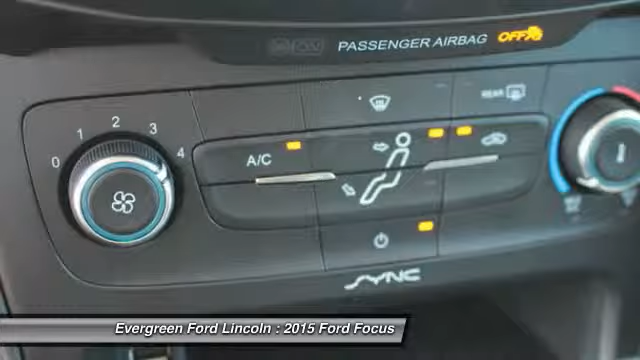 PASSENGER AIRBAG OFF
REAR
0 1 2 3 4
A/C
SYNC
Evergreen Ford Lincoln : 2015 Ford Focus